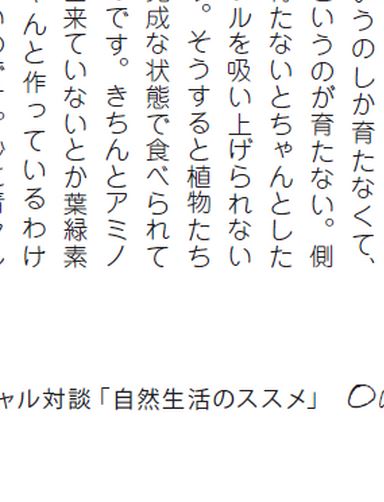 うのしか育たなくて、
というのが育たない。側
育たないとちゃんとした
ルを吸い上げられない
。そうすると植物たち
完成な状態で食べられて
です。きちんとアミノ
出来ていないとか葉緑素
ゃんと作っているわけ
ャル対談「自然生活のススメ」